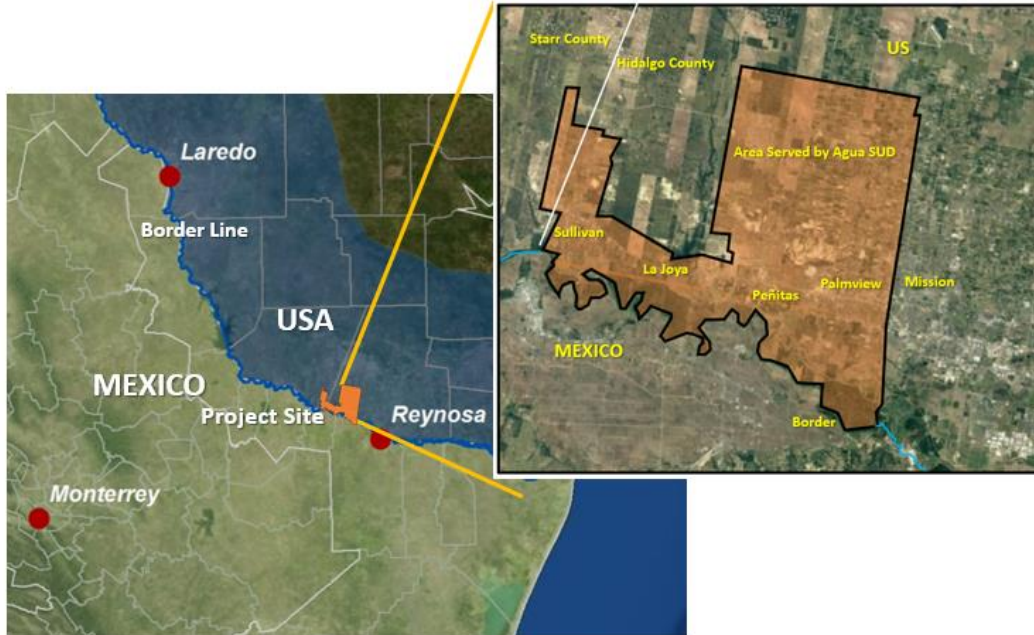 Laredo
Border Line
USA
MEXICO
Project Site
Reynosa
Monterrey
Starr County
Hidalgo County
US
Area Served by Agua SUD
Sullivan
La Joya
Peñitas
Palmview
Mission
MEXICO
Border